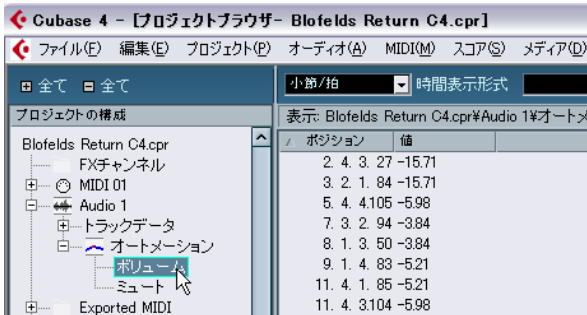 Cubase 4 - [プロジェクトブラウザ- Blofelds Return C4.cpr]
ファイル(F) 編集(E) プロジェクト(P) オーディオ(A) MIDI(M) スコア(S) メディア(D)
全て 全て 小節/拍 時間表示形式
プロジェクトの構成
表示: Blofelds Return C4.cpr¥Audio 1¥オートメ
Blofelds Return C4.cpr
FXチャンネル
MIDI 01
Audio 1
トラックデータ
オートメーション
ボリューム
ミュート
Exported MIDI
ポジション 値
2. 4. 3. 27 -15.71
3. 2. 1. 84 -15.71
5. 4. 4.105 -5.98
7. 3. 2. 94 -3.84
8. 1. 3. 50 -3.84
9. 1. 4. 83 -5.21
11. 4. 1. 85 -5.21
11. 4. 3.104 -5.98